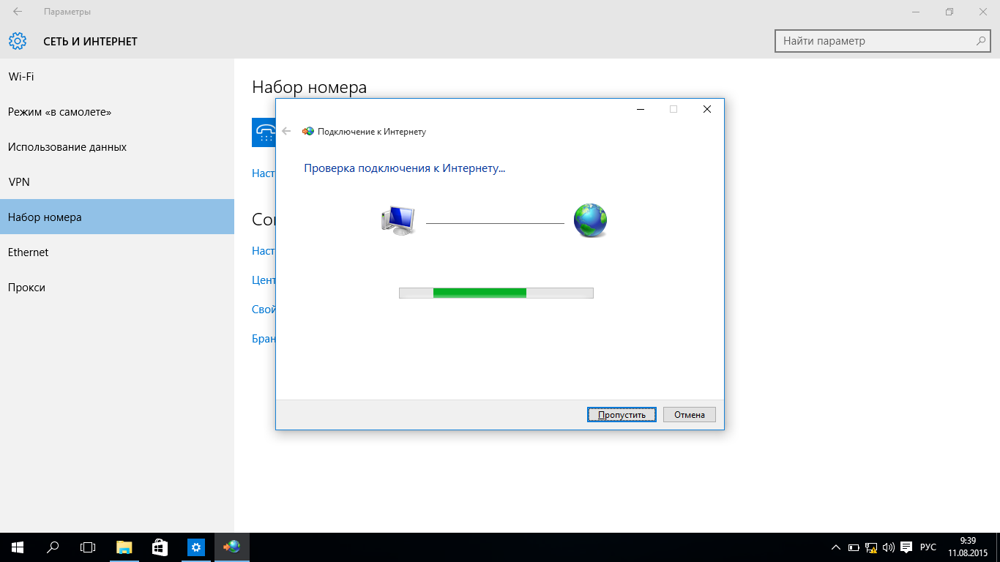 Параметры
СЕТЬ И ИНТЕРНЕТ
Найти параметр
Wi-Fi
Режим «в самолете»
Использование данных
VPN
Набор номера
Ethernet
Прокси
Набор номера
Наст
Сог
Наст
Цент
Свой
Бран
Подключение к Интернету
Проверка подключения к Интернету...
Пропустить
Отмена
РУС
9:39
11.08.2015